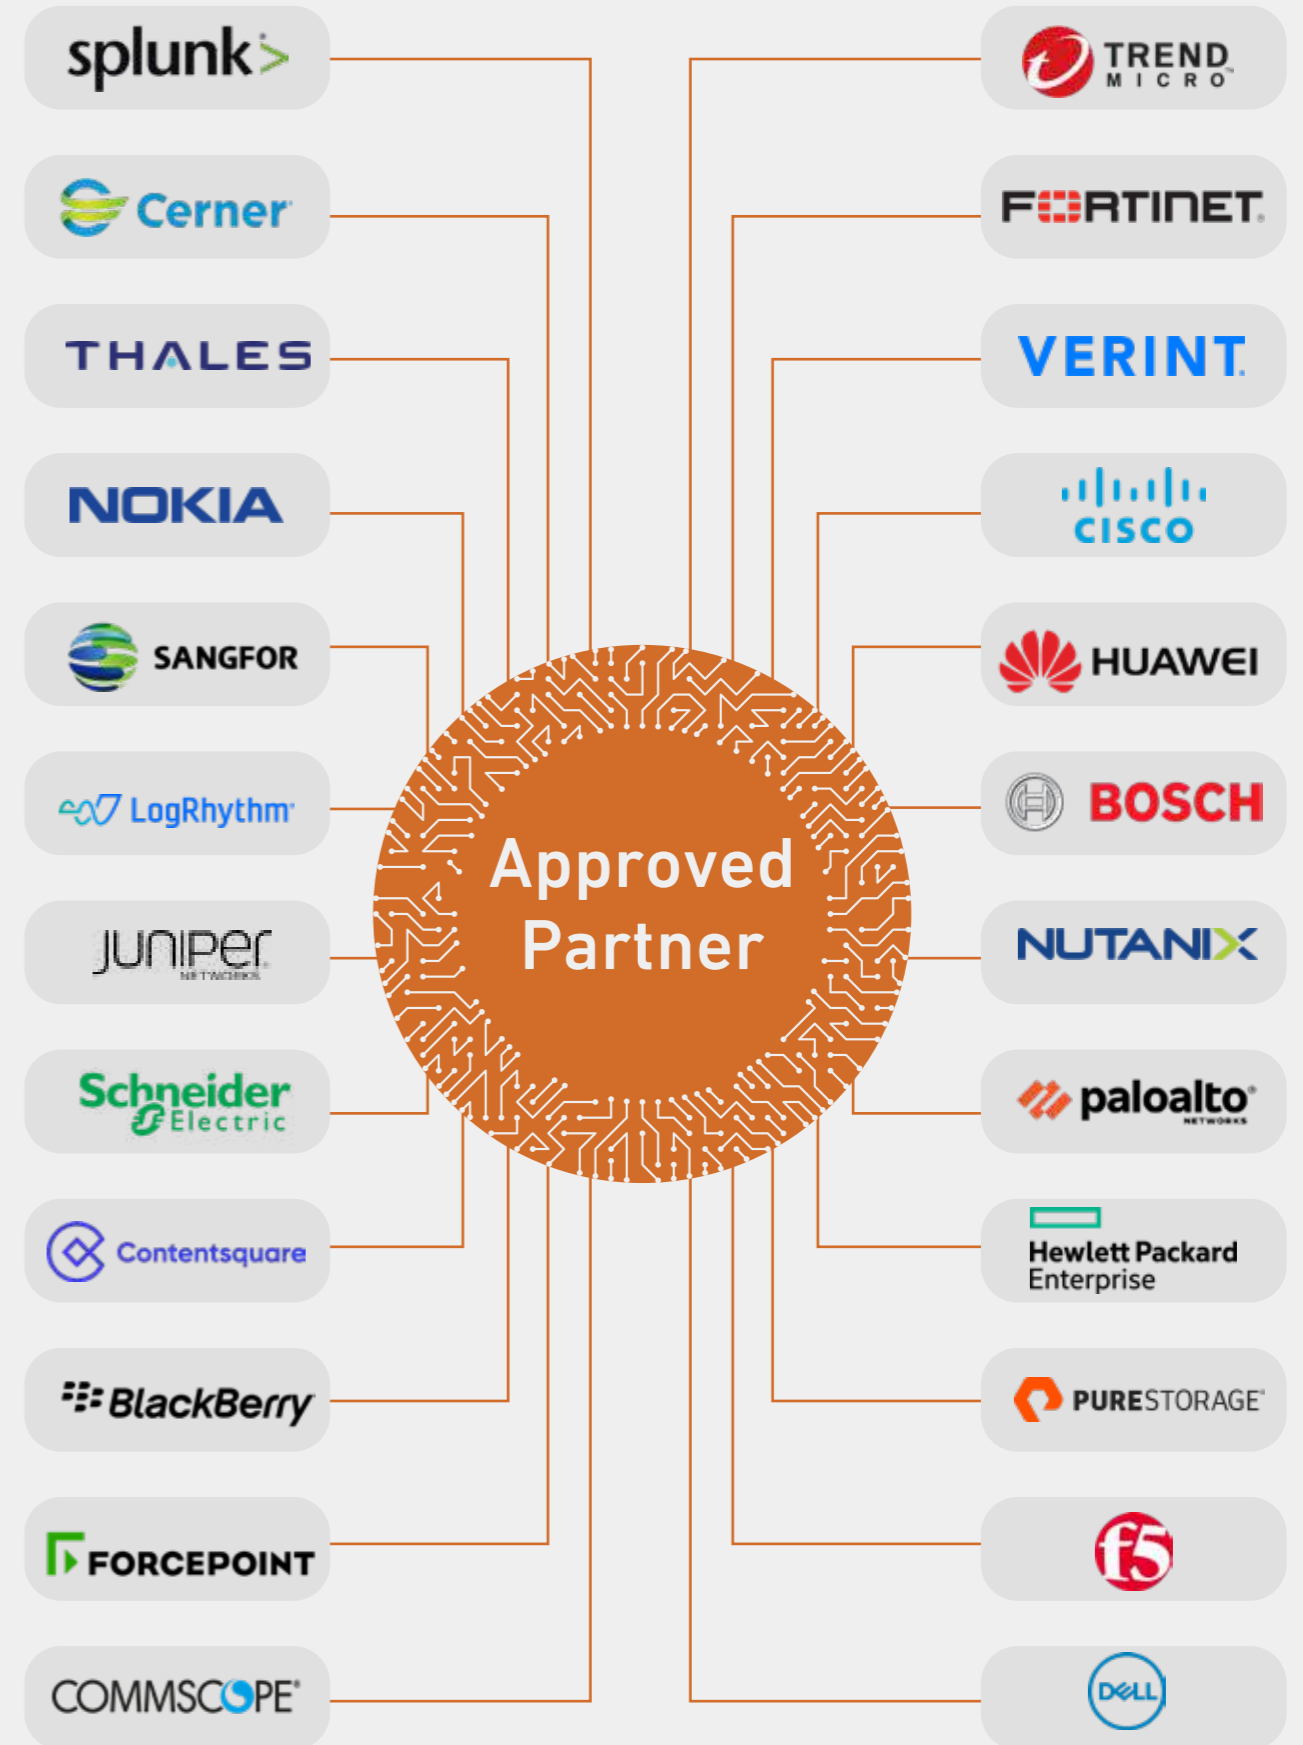 splunk>
Cerner
THALES
NOKIA
SANGFOR
LogRhythm
JUNIPER
NETWORKS
Schneider
Electric
Contentsquare
BlackBerry
FORCEPOINT
COMMSCOPE®
Approved
Partner
TREND
MICRO™
FORTINET®
VERINT.
CISCO
HUAWEI
BOSCH
NUTANIX
paloalto®
NETWORKS
Hewlett Packard
Enterprise
PURESTORAGE®
f5
DELL